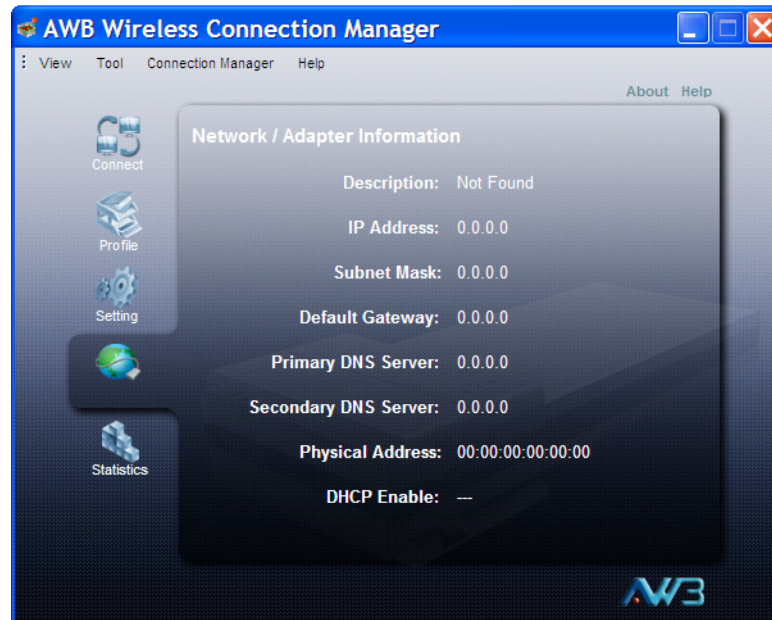 AWB Wireless Connection Manager
View Tool Connection Manager Help
About Help
Connect
Profile
Setting
Statistics
Network / Adapter Information
Description: Not Found
IP Address: 0.0.0.0
Subnet Mask: 0.0.0.0
Default Gateway: 0.0.0.0
Primary DNS Server: 0.0.0.0
Secondary DNS Server: 0.0.0.0
Physical Address: 00:00:00:00:00:00
DHCP Enable: ---
AWB